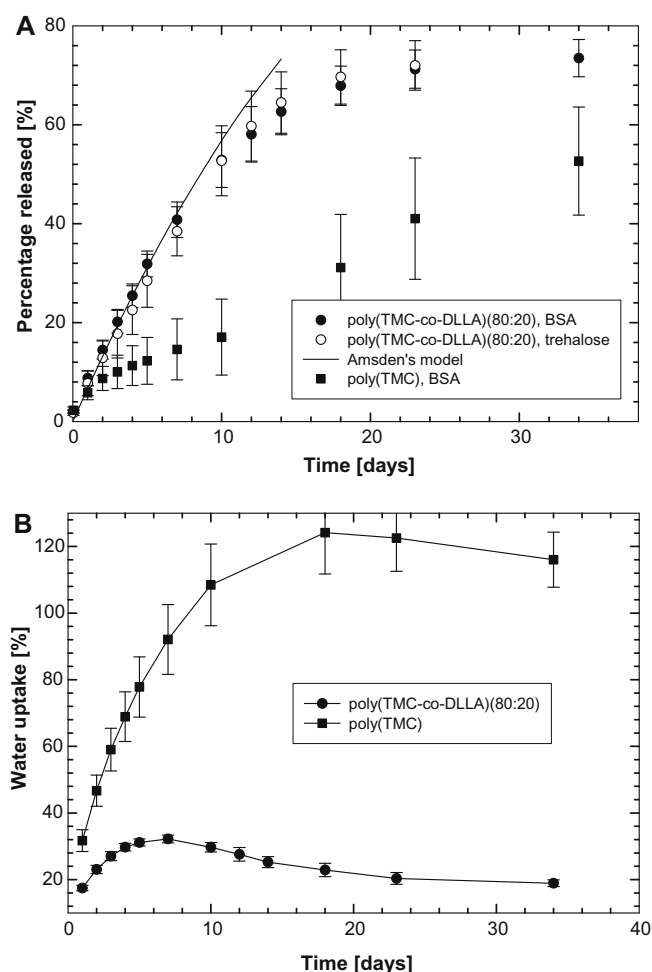 A
80
60
40
20
0
Percentage released [%]
poly(TMC-co-DLLA)(80:20), BSA
poly(TMC-co-DLLA)(80:20), trehalose
Amsden's model
poly(TMC), BSA
0 10 20 30
Time [days]
B
120
100
80
60
40
20
Water uptake [%]
poly(TMC-co-DLLA)(80:20)
poly(TMC)
0 10 20 30 40
Time [days]